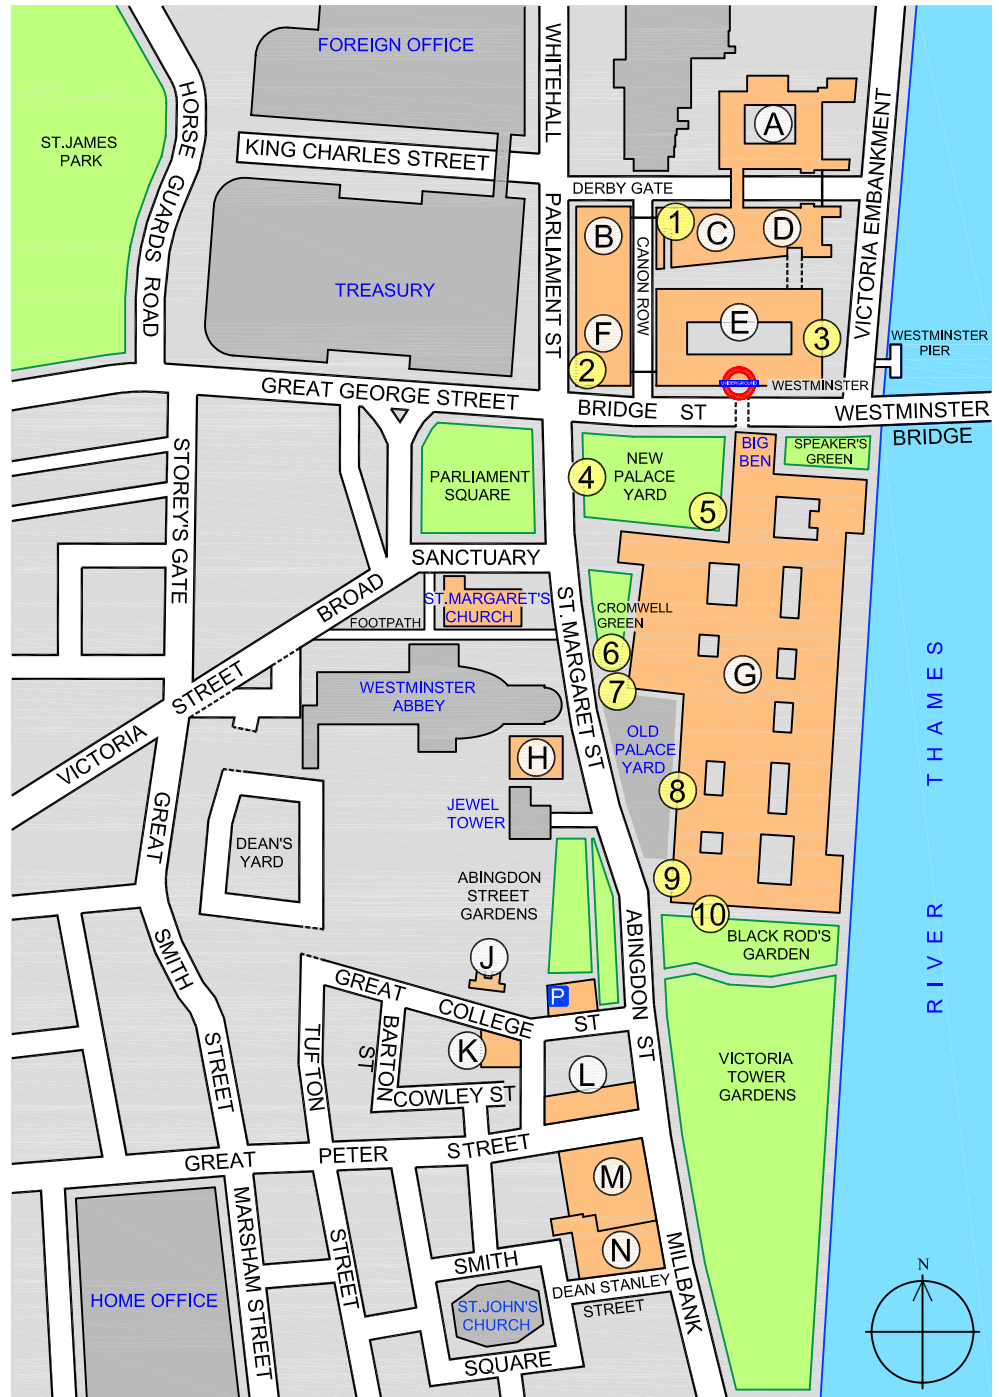 FOREIGN OFFICE
WHITEHALL
HORSE GUARDS ROAD
ST.JAMES
PARK
KING CHARLES STREET
A
VICTORIA EMBANKMENT
DERBY GATE
PARLIAMENT ST
B
CANON ROW
1
C
D
TREASURY
F
E
3
2
WESTMINSTER
PIER
UNDERGROUND
WESTMINSTER
GREAT GEORGE STREET
BRIDGE ST
WESTMINSTER
BRIDGE
STOREYS GATE
PARLIAMENT
SQUARE
4
NEW
PALACE
YARD
5
BIG
BEN
SPEAKER'S
GREEN
BROAD SANCTUARY
ST.MARGARET'S
CHURCH
FOOTPATH
ST. MARGARET ST
CROMWELL
GREEN
6
7
G
RIVER THAMES
VICTORIA STREET
WESTMINSTER
ABBEY
OLD
PALACE
YARD
H
8
JEWEL
TOWER
GREAT SMITH STREET
DEAN'S
YARD
ABINGDON
STREET
GARDENS
9
10
ABINGDON ST
BLACK ROD'S
GARDEN
J
P
GREAT COLLEGE ST
TUFTON STREET
BARTON
ST
K
L
COWLEY ST
VICTORIA
TOWER
GARDENS
GREAT PETER STREET
M
MARSHAM STREET
N
MILLBANK
SMITH SQUARE
DEAN STANLEY
STREET
HOME OFFICE
ST.JOHN'S
CHURCH
N